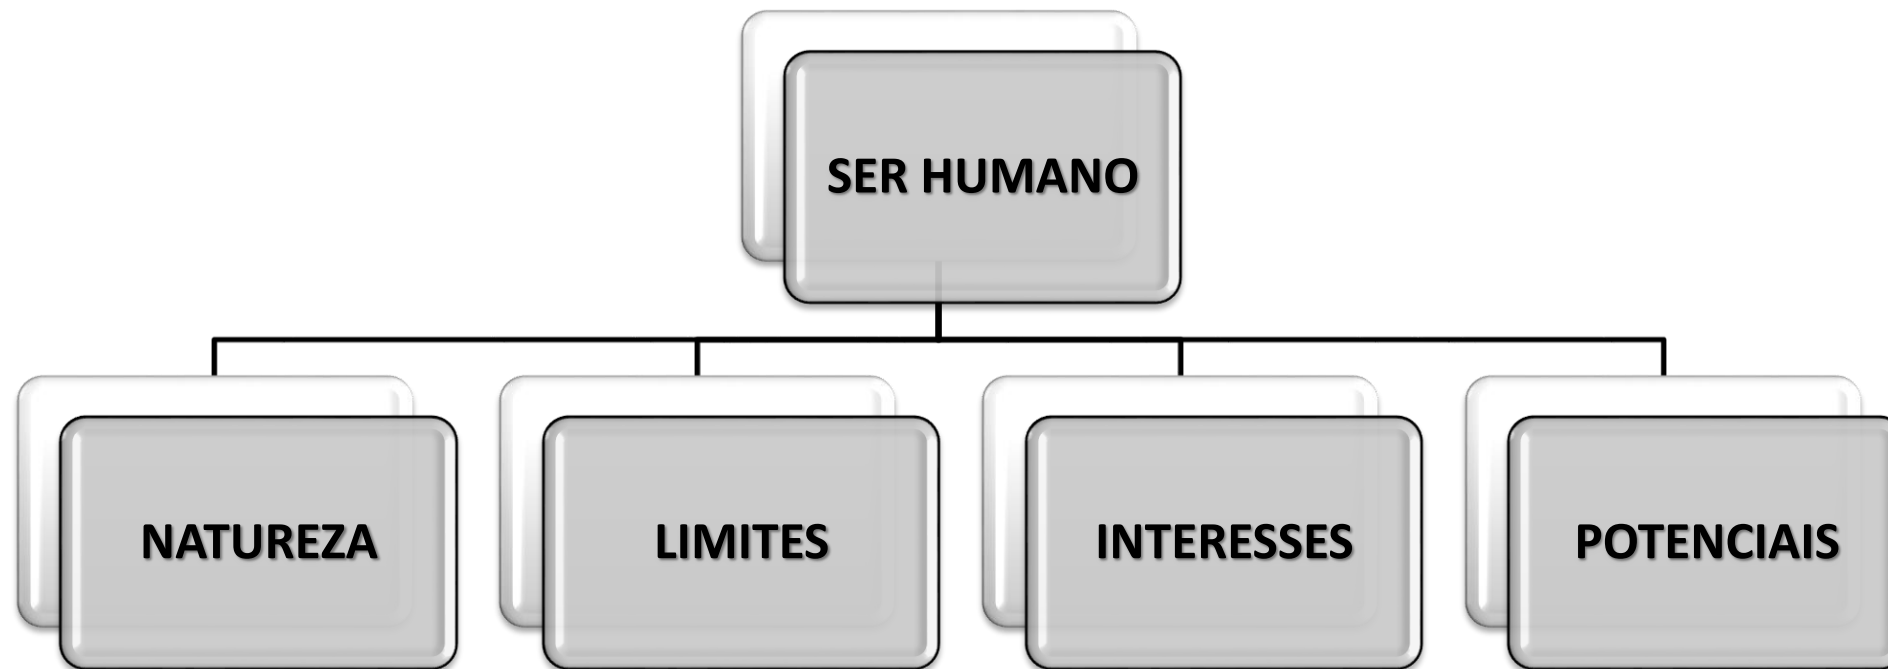 SER HUMANO
NATUREZA
LIMITES
INTERESSES
POTENCIAIS